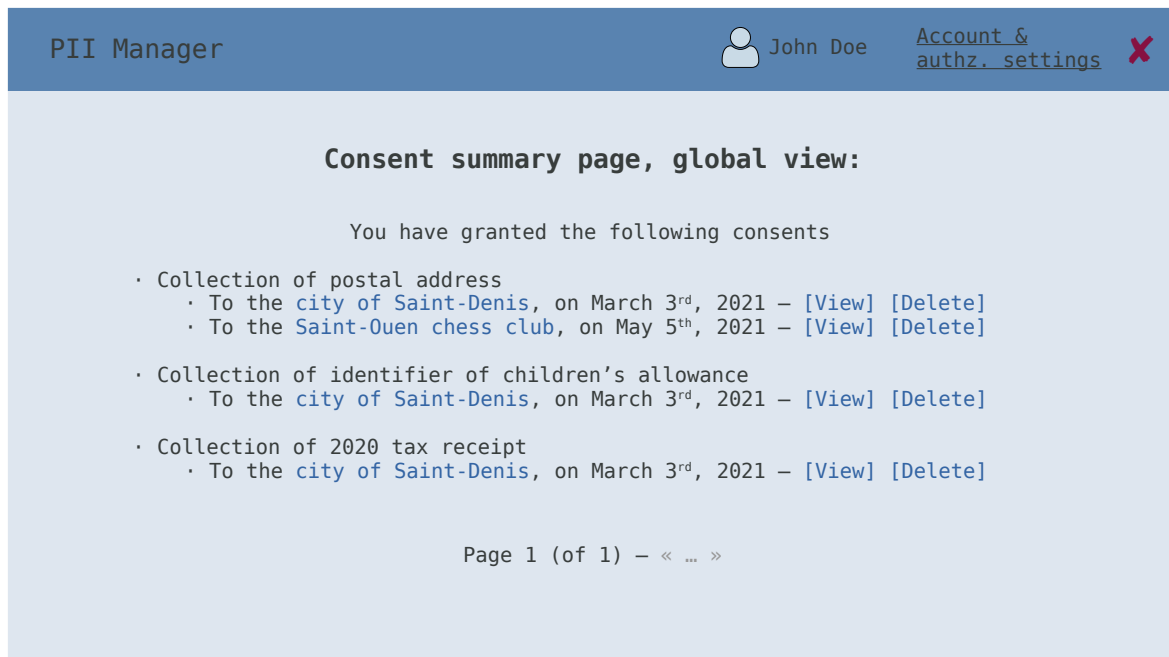 PII Manager
John Doe
Account &
authz. settings
✘
Consent summary page, global view:
You have granted the following consents
· Collection of postal address
· To the city of Saint-Denis, on March 3rd, 2021 – [View] [Delete]
· To the Saint-Ouen chess club, on May 5th, 2021 – [View] [Delete]
· Collection of identifier of children’s allowance
· To the city of Saint-Denis, on March 3rd, 2021 – [View] [Delete]
· Collection of 2020 tax receipt
· To the city of Saint-Denis, on March 3rd, 2021 – [View] [Delete]
Page 1 (of 1) – « … »